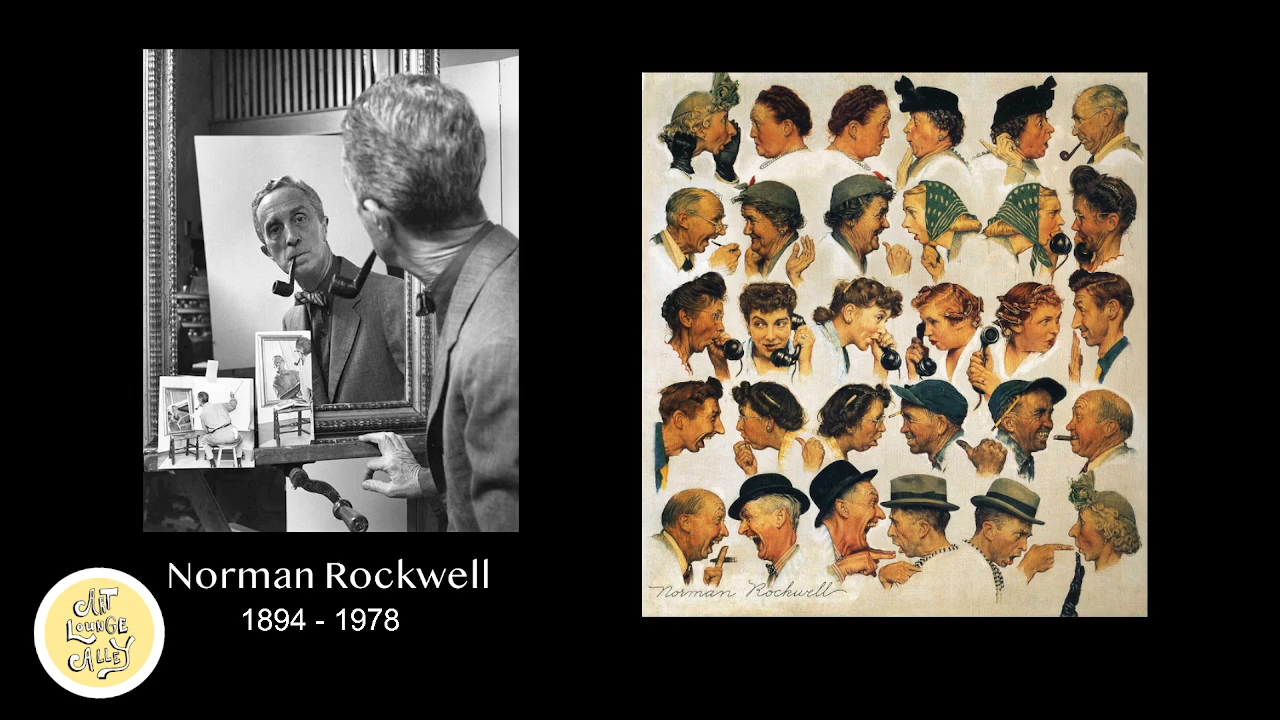 Norman Rockwell
1894 - 1978
ART
LOUNGE
ALLEY
Norman Rockwell